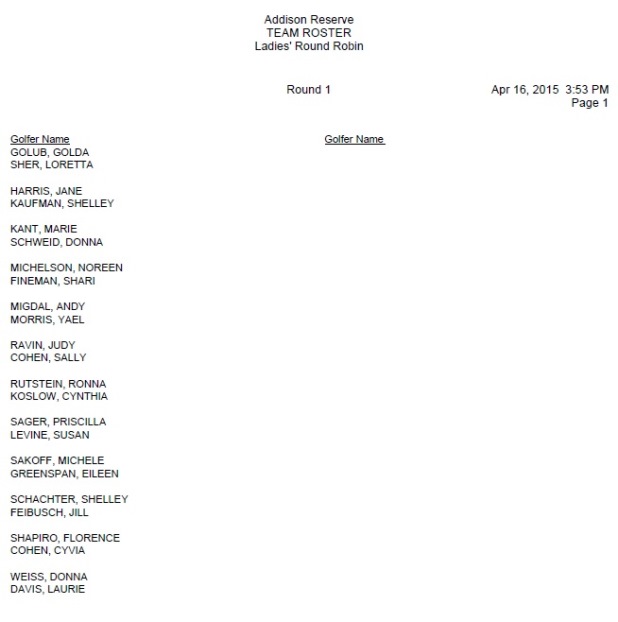 Addison Reserve
TEAM ROSTER
Ladies' Round Robin
Round 1
Apr 16, 2015 3:53 PM
Page 1
Golfer Name
Golfer Name
GOLUB, GOLDA
SHER, LORETTA
HARRIS, JANE
KAUFMAN, SHELLEY
KANT, MARIE
SCHWEID, DONNA
MICHELSON, NOREEN
FINEMAN, SHARI
MIGDAL, ANDY
MORRIS, YAEL
RAVIN, JUDY
COHEN, SALLY
RUTSTEIN, RONNA
KOSLOW, CYNTHIA
SAGER, PRISCILLA
LEVINE, SUSAN
SAKOFF, MICHELE
GREENSPAN, EILEEN
SCHACHTER, SHELLEY
FEIBUSCH, JILL
SHAPIRO, FLORENCE
COHEN, CYVIA
WEISS, DONNA
DAVIS, LAURIE